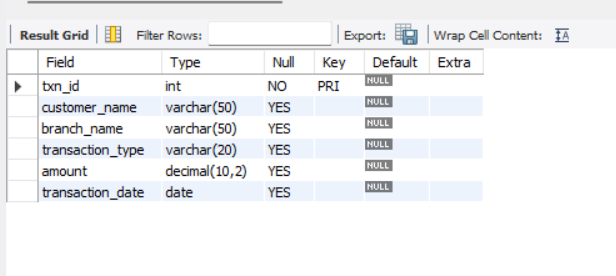 Result Grid Filter Rows: Export: Wrap Cell Content: IA
Field Type Null Key Default Extra
txn_id int NO PRI NULL
customer_name varchar(50) YES NULL
branch_name varchar(50) YES NULL
transaction_type varchar(20) YES NULL
amount decimal(10,2) YES NULL
transaction_date date YES NULL